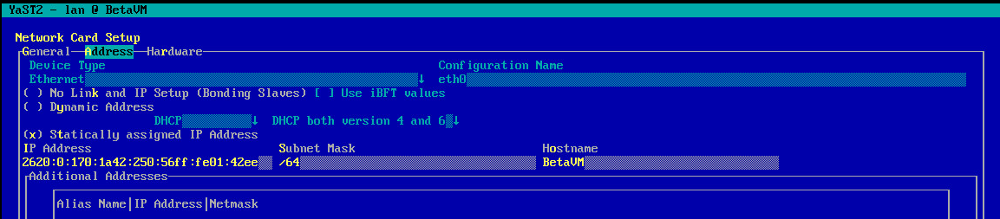 YaST2 - lan @ BetaVM
Network Card Setup
General Address Hardware
Device Type Configuration Name
Ethernet eth0
( ) No Link and IP Setup (Bonding Slaves) [ ] Use iBFT values
( ) Dynamic Address
DHCP DHCP both version 4 and 6
(x) Statically assigned IP Address
IP Address Subnet Mask Hostname
2620:0:170:1a42:250:56ff:fe01:42ee /64 BetaVM
Additional Addresses
Alias Name|IP Address|Netmask